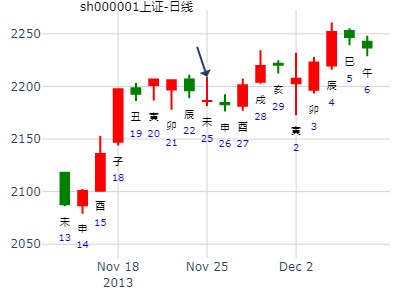 sh000001上证-日线
2250
2200
2150
2100
2050
未
13
申
14
酉
15
子
18
丑
19
寅
20
卯
21
辰
22
未
25
申
26
酉
27
戌
28
亥
29
寅
2
卯
3
辰
4
巳
5
午
6
Nov 18
2013
Nov 25
Dec 2